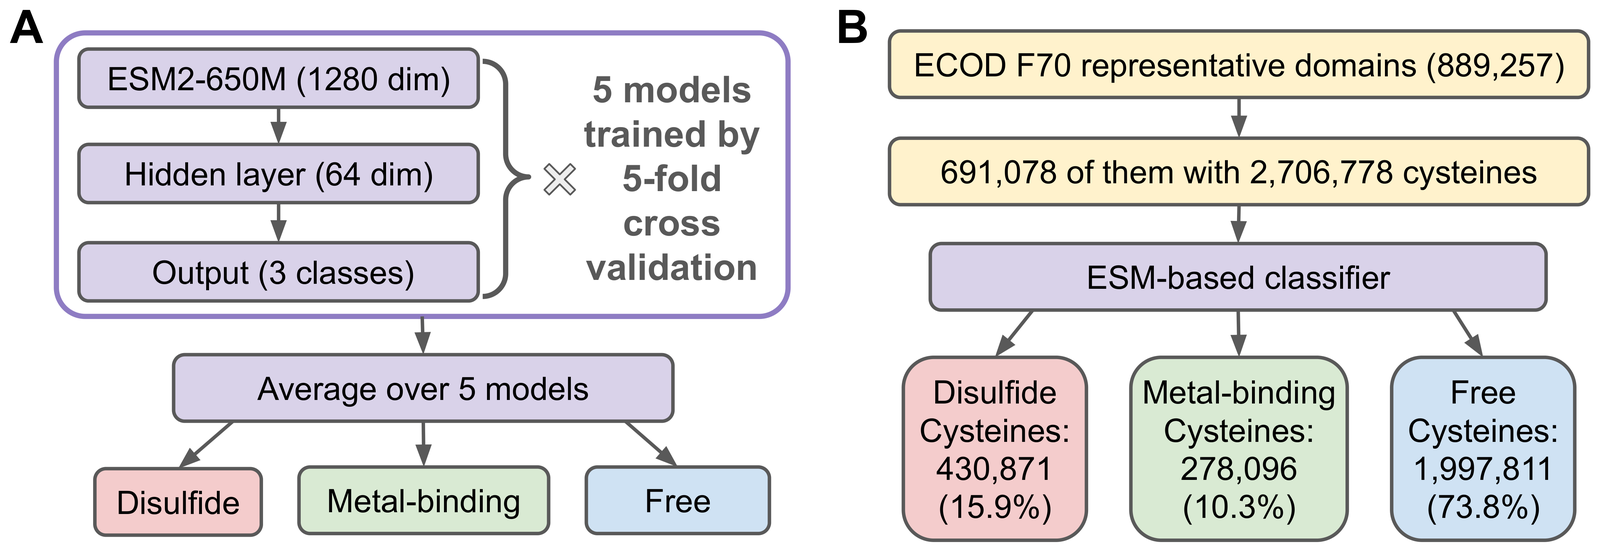 A
ESM2-650M (1280 dim)
Hidden layer (64 dim)
Output (3 classes)
5 models
trained by
5-fold
cross
validation
Average over 5 models
Disulfide
Metal-binding
Free
B
ECOD F70 representative domains (889,257)
691,078 of them with 2,706,778 cysteines
ESM-based classifier
Disulfide
Cysteines:
430,871
(15.9%)
Metal-binding
Cysteines:
278,096
(10.3%)
Free
Cysteines:
1,997,811
(73.8%)